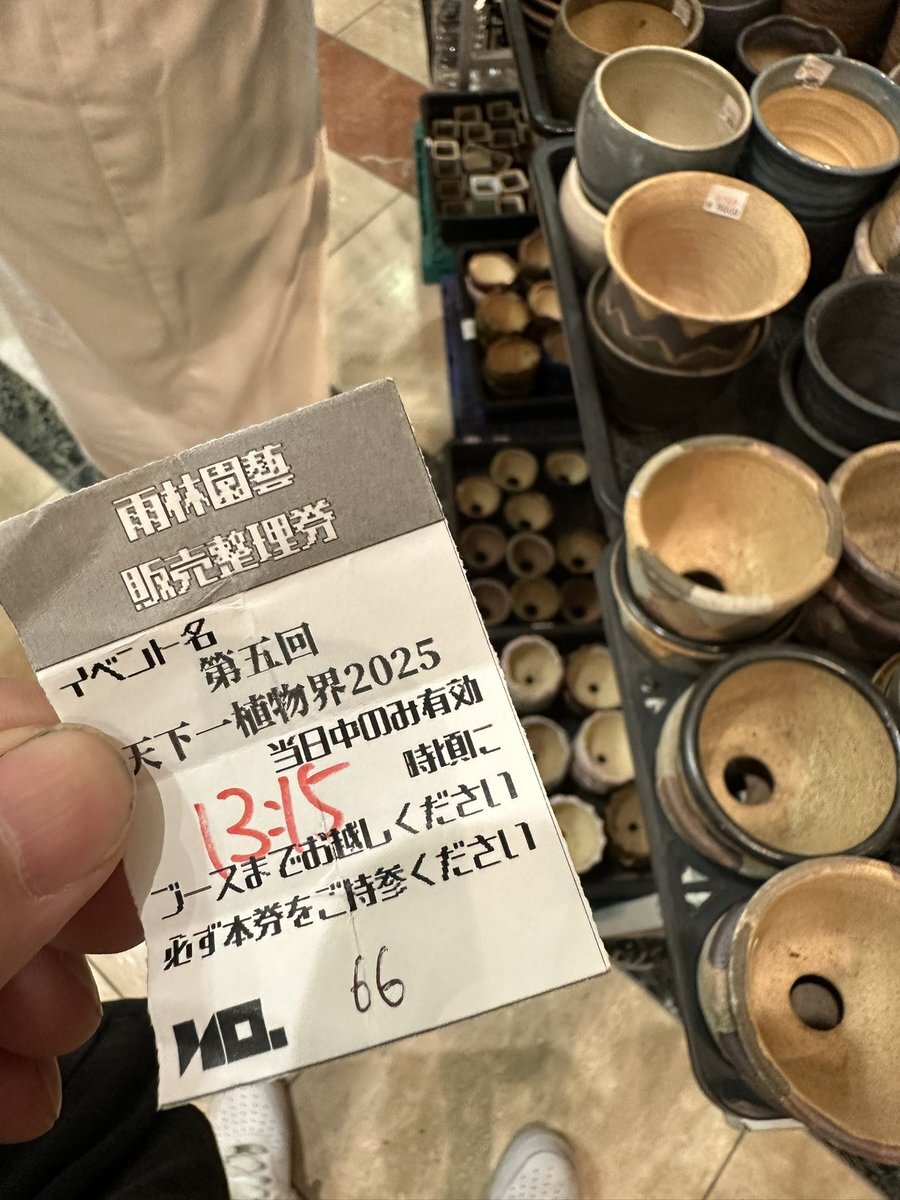 雨林園藝
販売整理券
イベント名
第五回
天下一植物界2025
当日中のみ有効
13:15 時頃に
ブースまでお越しください
必ず本券をご持参ください
NO. 66